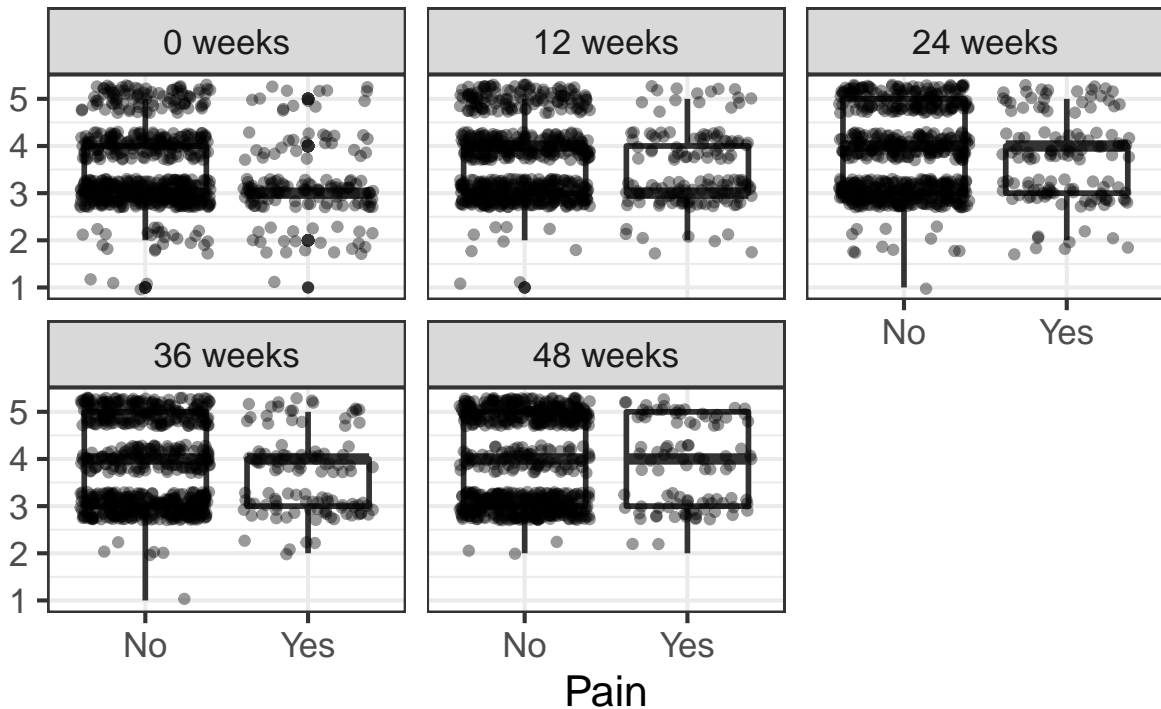 0 weeks
12 weeks
24 weeks
5
4
3
2
1
No
Yes
36 weeks
48 weeks
5
4
3
2
1
No
Yes
No
Yes
Pain